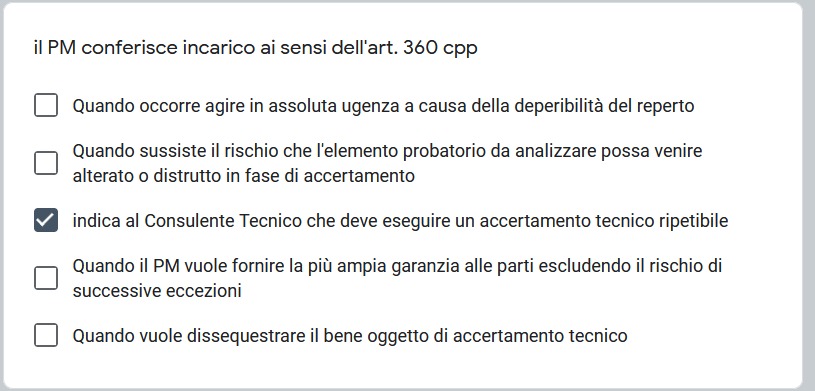 il PM conferisce incarico ai sensi dell'art. 360 cpp
Quando occorre agire in assoluta ugenza a causa della deperibilità del reperto
Quando sussiste il rischio che l'elemento probatorio da analizzare possa venire
alterato o distrutto in fase di accertamento
indica al Consulente Tecnico che deve eseguire un accertamento tecnico ripetibile
Quando il PM vuole fornire la più ampia garanzia alle parti escludendo il rischio di
successive eccezioni
Quando vuole dissequestrare il bene oggetto di accertamento tecnico